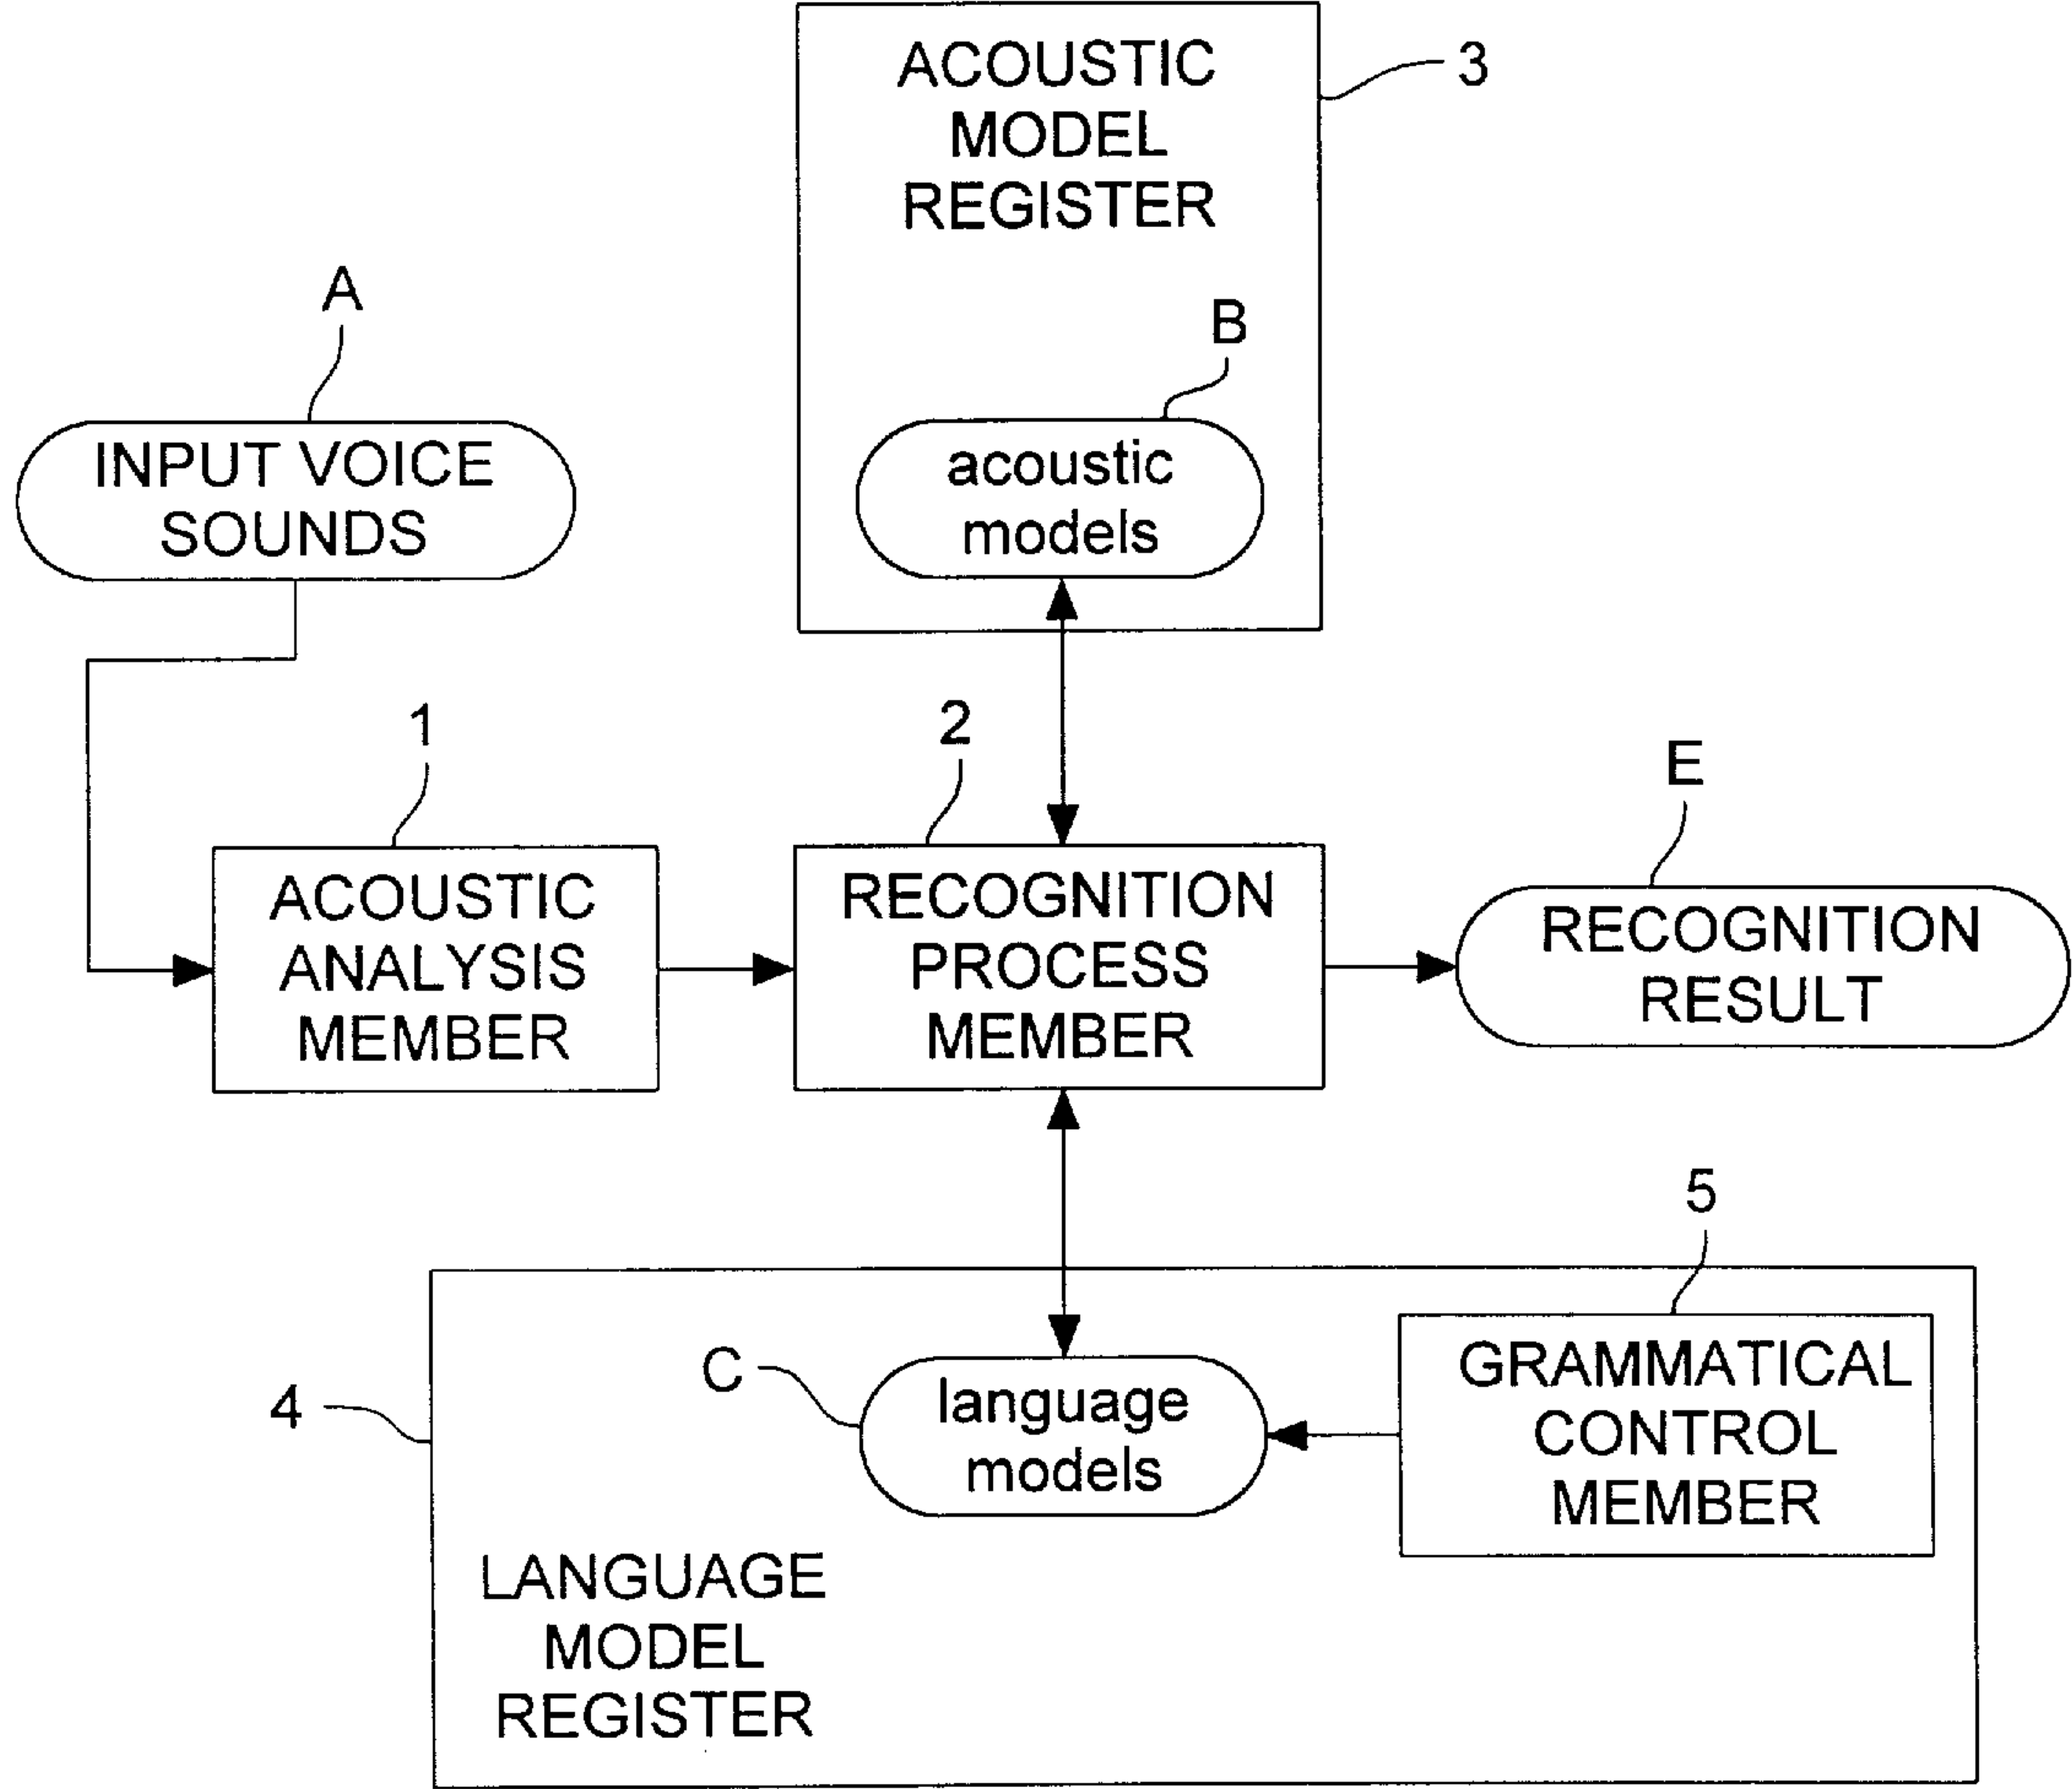 ACOUSTIC
MODEL
REGISTER
3
A
B
INPUT VOICE
SOUNDS
acoustic
models
1
2
E
ACOUSTIC
ANALYSIS
MEMBER
RECOGNITION
PROCESS
MEMBER
RECOGNITION
RESULT
5
4
C
language
models
GRAMMATICAL
CONTROL
MEMBER
LANGUAGE
MODEL
REGISTER